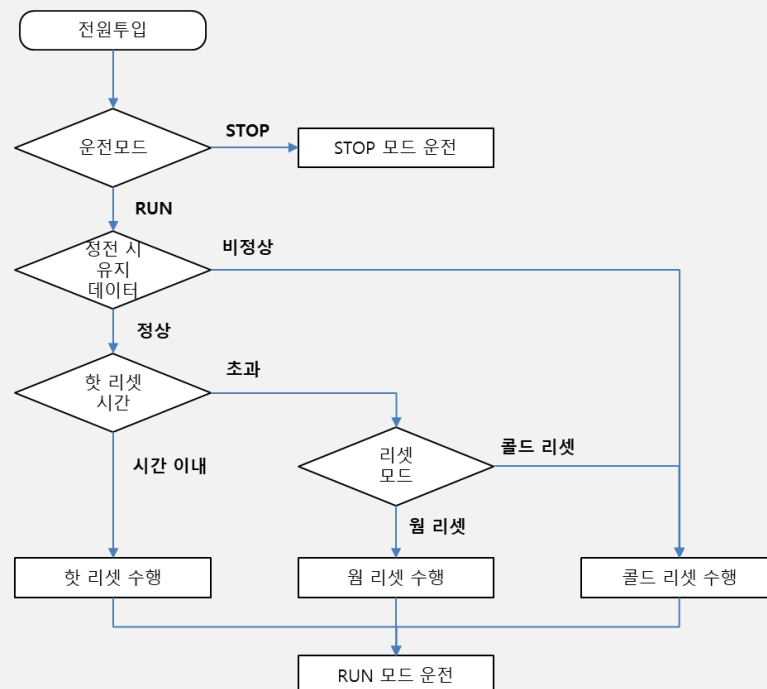 전원투입
운전모드
STOP
STOP 모드 운전
RUN
정전 시
유지
데이터
비정상
정상
핫 리셋
시간
초과
리셋
모드
콜드 리셋
시간 이내
웜 리셋
핫 리셋 수행
웜 리셋 수행
콜드 리셋 수행
RUN 모드 운전